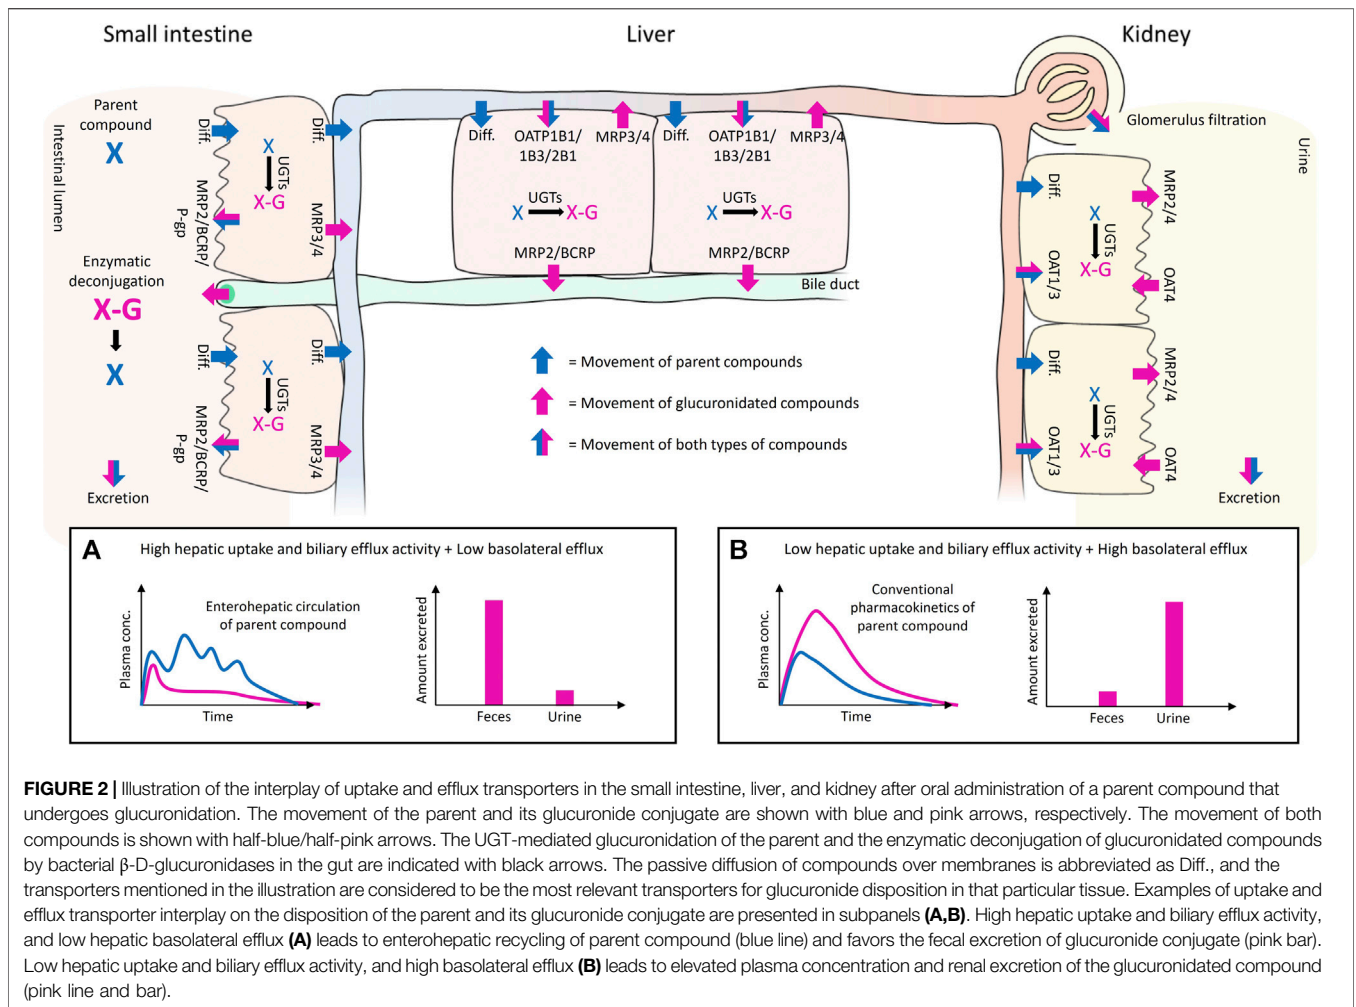 Small intestine
Liver
Kidney
Parent
compound
X
Intestinal lumen
Enzymatic
deconjugation
X-G
X
Excretion
Diff.
MRP2/BCRP/
P-gp
X
UGTs
X-G
Diff.
MRP3/4
Diff.
MRP2/BCRP/
P-gp
X
UGTs
X-G
Diff.
MRP3/4
Diff.
OATP1B1/
1B3/2B1
MRP3/4
X
UGTs
X-G
MRP2/BCRP
Diff.
OATP1B1/
1B3/2B1
MRP3/4
X
UGTs
X-G
MRP2/BCRP
Bile duct
= Movement of parent compounds
= Movement of glucuronidated compounds
= Movement of both types of compounds
Glomerulus filtration
Urine
Diff.
OAT1/3
X
UGTs
X-G
MRP2/4
OAT4
Diff.
OAT1/3
X
UGTs
X-G
MRP2/4
OAT4
Excretion
A
High hepatic uptake and biliary efflux activity + Low basolateral efflux
Plasma conc.
Enterohepatic circulation
of parent compound
Time
Amount excreted
Feces
Urine
B
Low hepatic uptake and biliary efflux activity + High basolateral efflux
Plasma conc.
Conventional
pharmacokinetics of
parent compound
Time
Amount excreted
Feces
Urine
FIGURE 2 | Illustration of the interplay of uptake and efflux transporters in the small intestine, liver, and kidney after oral administration of a parent compound that
undergoes glucuronidation. The movement of the parent and its glucuronide conjugate are shown with blue and pink arrows, respectively. The movement of both
compounds is shown with half-blue/half-pink arrows. The UGT-mediated glucuronidation of the parent and the enzymatic deconjugation of glucuronidated compounds
by bacterial β-D-glucuronidases in the gut are indicated with black arrows. The passive diffusion of compounds over membranes is abbreviated as Diff., and the
transporters mentioned in the illustration are considered to be the most relevant transporters for glucuronide disposition in that particular tissue. Examples of uptake and
efflux transporter interplay on the disposition of the parent and its glucuronide conjugate are presented in subpanels (A,B). High hepatic uptake and biliary efflux activity,
and low hepatic basolateral efflux (A) leads to enterohepatic recycling of parent compound (blue line) and favors the fecal excretion of glucuronide conjugate (pink bar).
Low hepatic uptake and biliary efflux activity, and high basolateral efflux (B) leads to elevated plasma concentration and renal excretion of the glucuronidated compound
(pink line and bar).